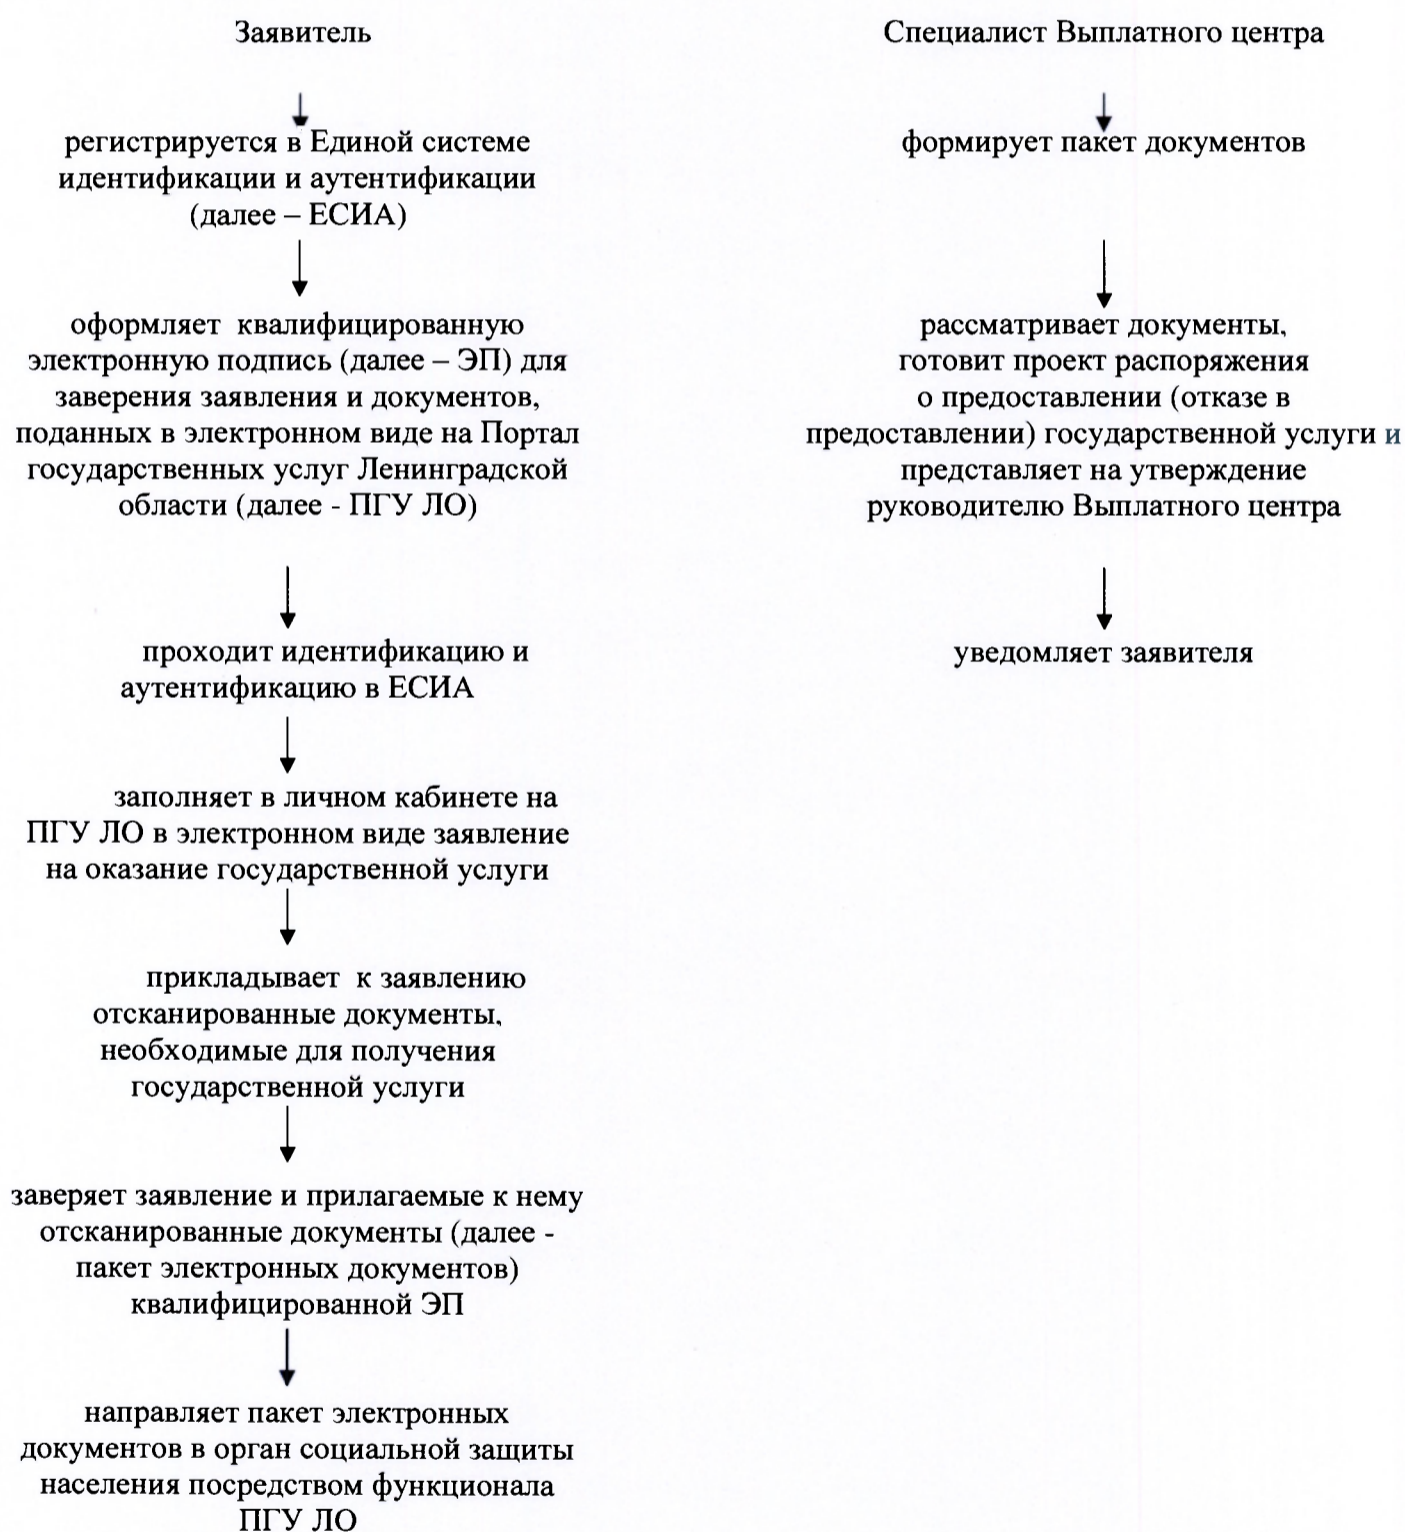 Заявитель
регистрируется в Единой системе
идентификации и аутентификации
(далее – ЕСИА)
оформляет квалифицированную
электронную подпись (далее – ЭП) для
заверения заявления и документов,
поданных в электронном виде на Портал
государственных услуг Ленинградской
области (далее - ПГУ ЛО)
проходит идентификацию и
аутентификацию в ЕСИА
заполняет в личном кабинете на
ПГУ ЛО в электронном виде заявление
на оказание государственной услуги
прикладывает к заявлению
отсканированные документы,
необходимые для получения
государственной услуги
заверяет заявление и прилагаемые к нему
отсканированные документы (далее -
пакет электронных документов)
квалифицированной ЭП
направляет пакет электронных
документов в орган социальной защиты
населения посредством функционала
ПГУ ЛО
Специалист Выплатного центра
формирует пакет документов
рассматривает документы,
готовит проект распоряжения
о предоставлении (отказе в
предоставлении) государственной услуги и
представляет на утверждение
руководителю Выплатного центра
уведомляет заявителя